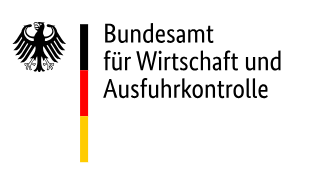 Bundesamt
für Wirtschaft und
Ausfuhrkontrolle